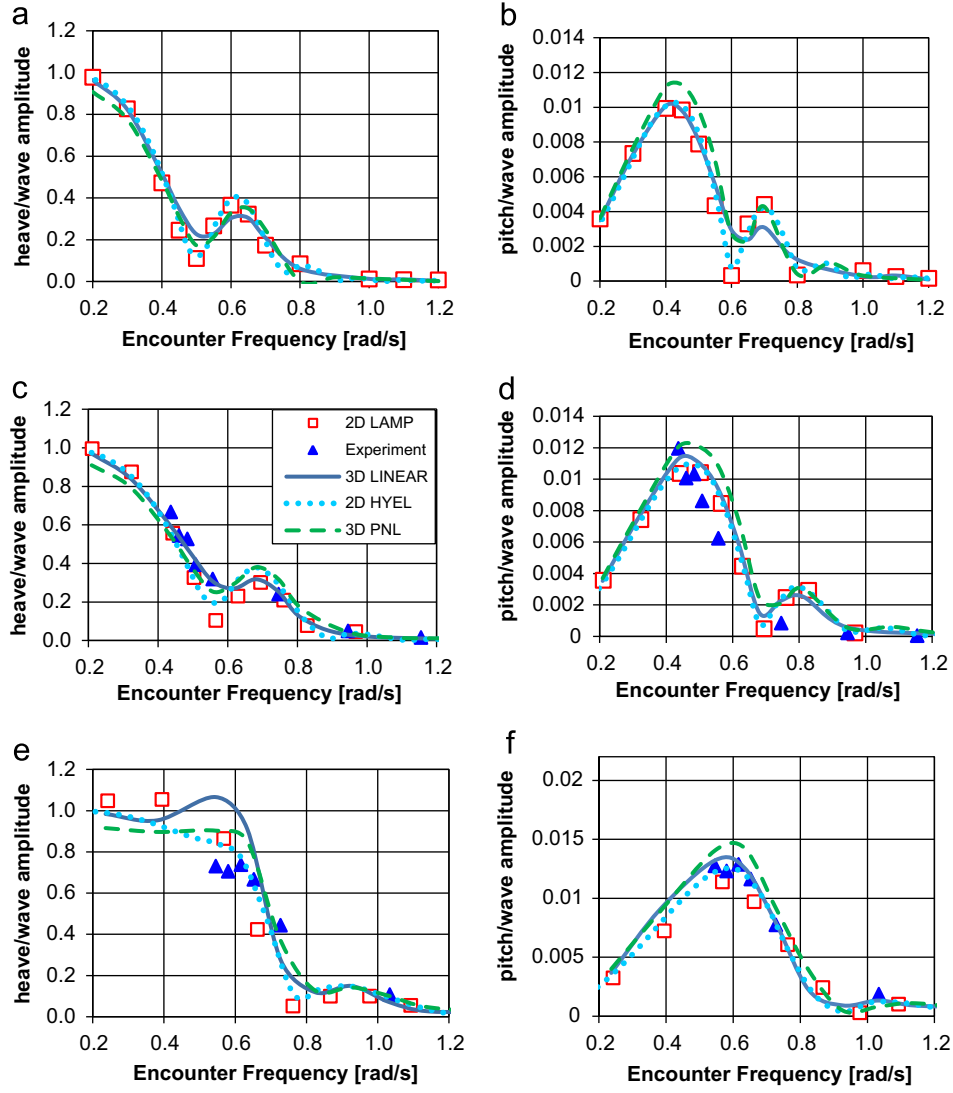 a
heave/wave amplitude
1.2
1.0
0.8
0.6
0.4
0.2
0.0
0.2 0.4 0.6 0.8 1.0 1.2
Encounter Frequency [rad/s]
b
pitch/wave amplitude
0.014
0.012
0.010
0.008
0.006
0.004
0.002
0.000
0.2 0.4 0.6 0.8 1.0 1.2
Encounter Frequency [rad/s]
c
heave/wave amplitude
1.2
1.0
0.8
0.6
0.4
0.2
0.0
0.2 0.4 0.6 0.8 1.0 1.2
Encounter Frequency [rad/s]
2D LAMP
Experiment
3D LINEAR
2D HYEL
3D PNL
d
pitch/wave amplitude
0.014
0.012
0.010
0.008
0.006
0.004
0.002
0
0.2 0.4 0.6 0.8 1.0 1.2
Encounter Frequency [rad/s]
e
heave/wave amplitude
1.2
1.0
0.8
0.6
0.4
0.2
0.0
0.2 0.4 0.6 0.8 1.0 1.2
Encounter Frequency [rad/s]
f
pitch/wave amplitude
0.02
0.015
0.01
0.005
0
0.2 0.4 0.6 0.8 1.0 1.2
Encounter Frequency [rad/s]